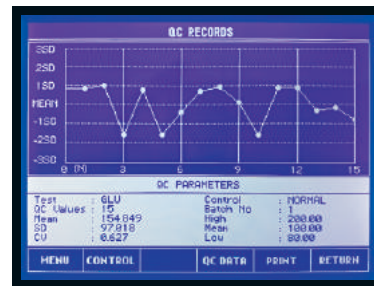 QC RECORDS
3SD
2SD
1SD
MEAN
-1SD
-2SD
-3SD
0 (N) 3 6 9 12 15
QC PARAMETERS
Test : GLU Control : NORMAL
QC Values : 15 Batch No : 1
Mean : 154.849 High : 200.00
SD : 97.018 Mean : 100.00
CV : 0.627 Low : 80.00
MENU CONTROL QC DATA PRINT RETURN